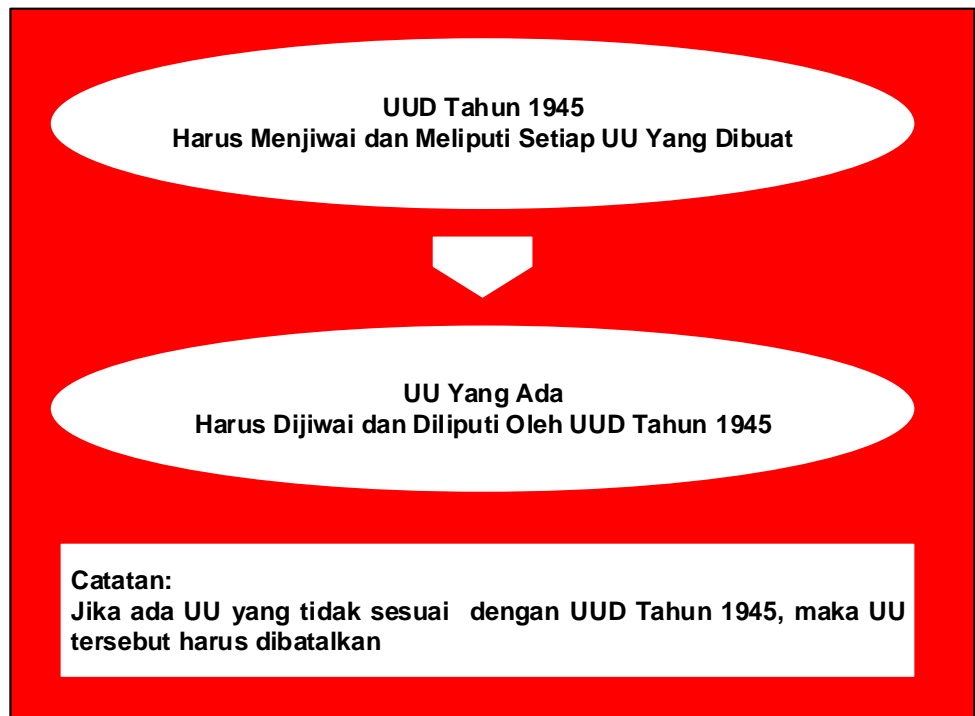 UUD Tahun 1945
Harus Menjiwai dan Meliputi Setiap UU Yang Dibuat
UU Yang Ada
Harus Dijiwai dan Diliputi Oleh UUD Tahun 1945
Catatan:
Jika ada UU yang tidak sesuai dengan UUD Tahun 1945, maka UU
tersebut harus dibatalkan